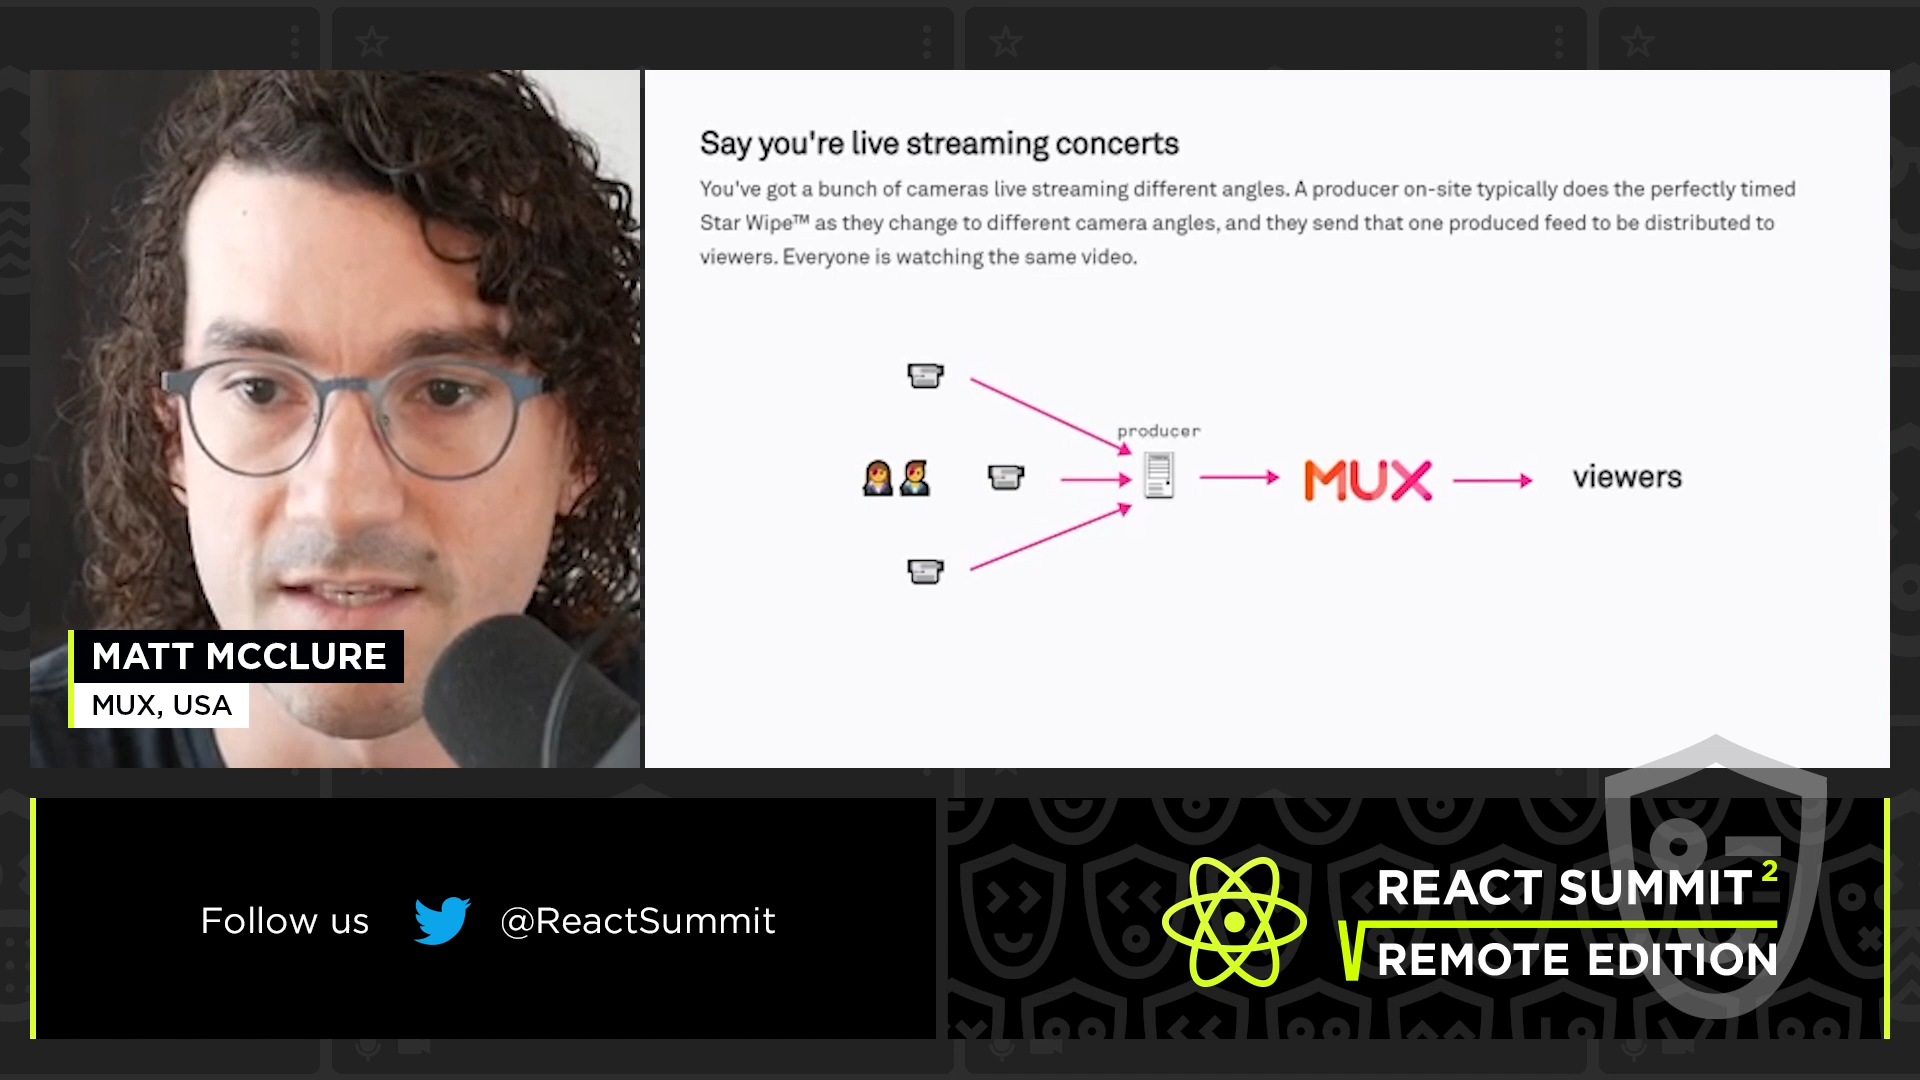 Say you're live streaming concerts
You've got a bunch of cameras live streaming different angles. A producer on-site typically does the perfectly timed
Star Wipe™ as they change to different camera angles, and they send that one produced feed to be distributed to
viewers. Everyone is watching the same video.
producer
MUX
viewers
MATT MCCLURE
MUX, USA
Follow us
@ReactSummit
REACT SUMMIT²
REMOTE EDITION